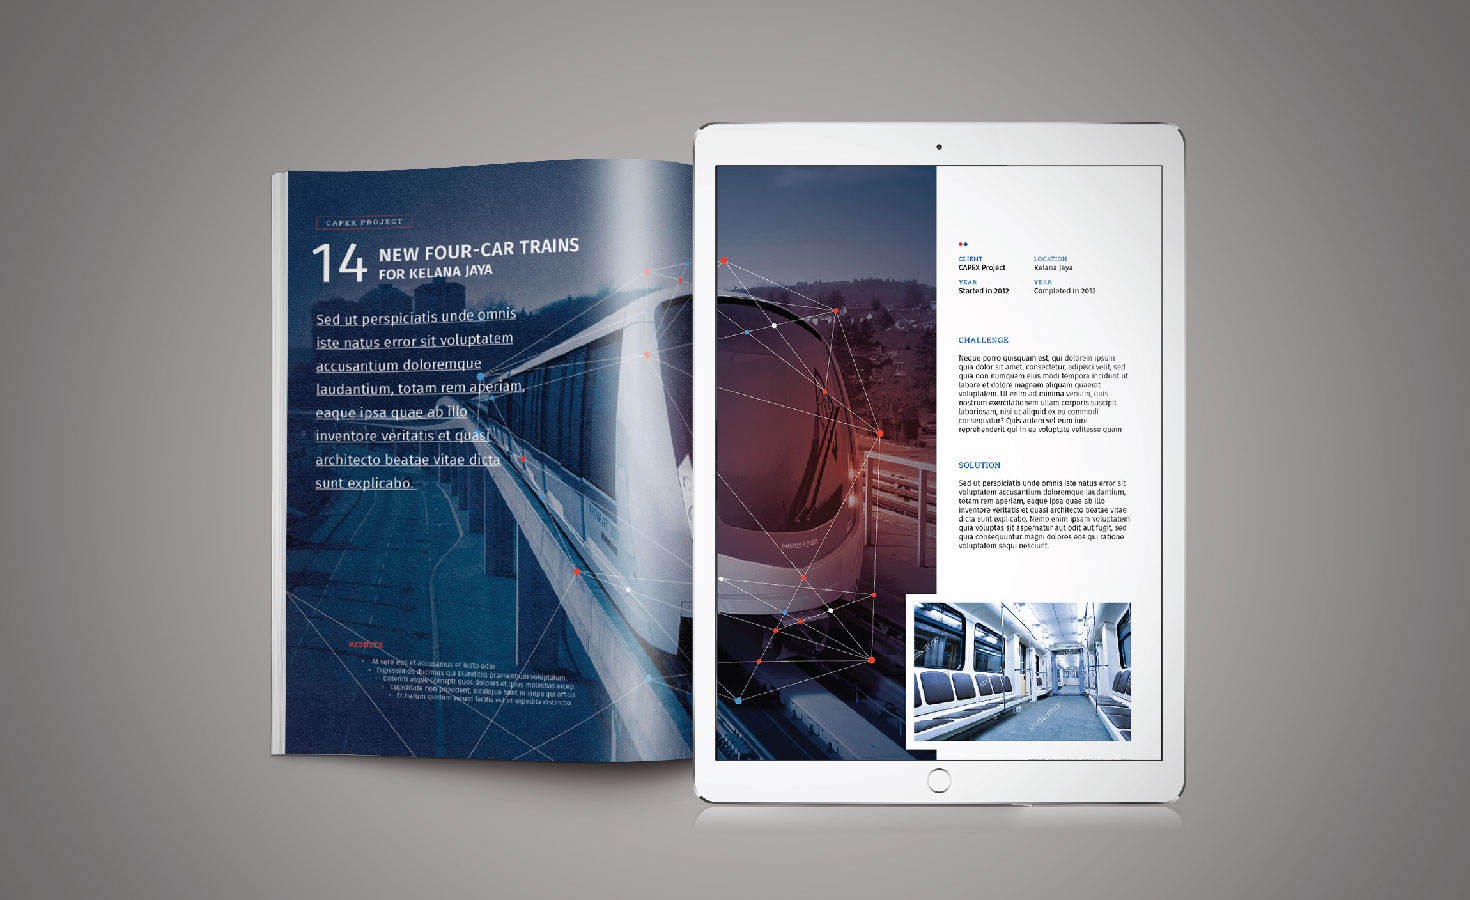 CAPEX PROJECT
14 NEW FOUR-CAR TRAINS
FOR KELANA JAYA
Sed ut perspiciatis unde omnis
iste natus error sit voluptatem
accusantium doloremque
laudantium, totam rem aperiam,
eaque ipsa quae ab illo
inventore veritatis et quasi
architecto beatae vitae dicta
sunt explicabo.
RESULTS
• At vero eos et accusamus et iusto odio
• Dignissimos ducimus qui blanditiis praesentium voluptatum
Deleniti atque corrupti quos dolores et quas molestias excep
Cupiditate non provident, similique sunt in culpa qui officia
• Et harum quidem rerum facilis est et expedita distinctio.
BOMBARDIER
CLIENT LOCATION
CAPEX Project Kelana Jaya
YEAR YEAR
Started in 2012 Completed in 2012
CHALLENGE
Neque porro quisquam est, qui dolorem ipsum
quia dolor sit amet, consectetur, adipisci velit, sed
quia non numquam eius modi tempora incidunt ut
labore et dolore magnam aliquam quaerat
voluptatem. Ut enim ad minima veniam, quis
nostrum exercitationem ullam corporis suscipit
laboriosam, nisi ut aliquid ex ea commodi
consequatur? Quis autem vel eum iure
reprehenderit qui in ea voluptate velitesse quam
SOLUTION
Sed ut perspiciatis unde omnis iste natus error sit
voluptatem accusantium doloremque laudantium,
totam rem aperiam, eaque ipsa quae ab illo
inventore veritatis et quasi architecto beatae vitae
dicta sunt explicabo. Nemo enim ipsam voluptatem
quia voluptas sit aspernatur aut odit aut fugit, sed
quia consequuntur magni dolores eos qui ratione
voluptatem sequi nesciunt.
shutterstock